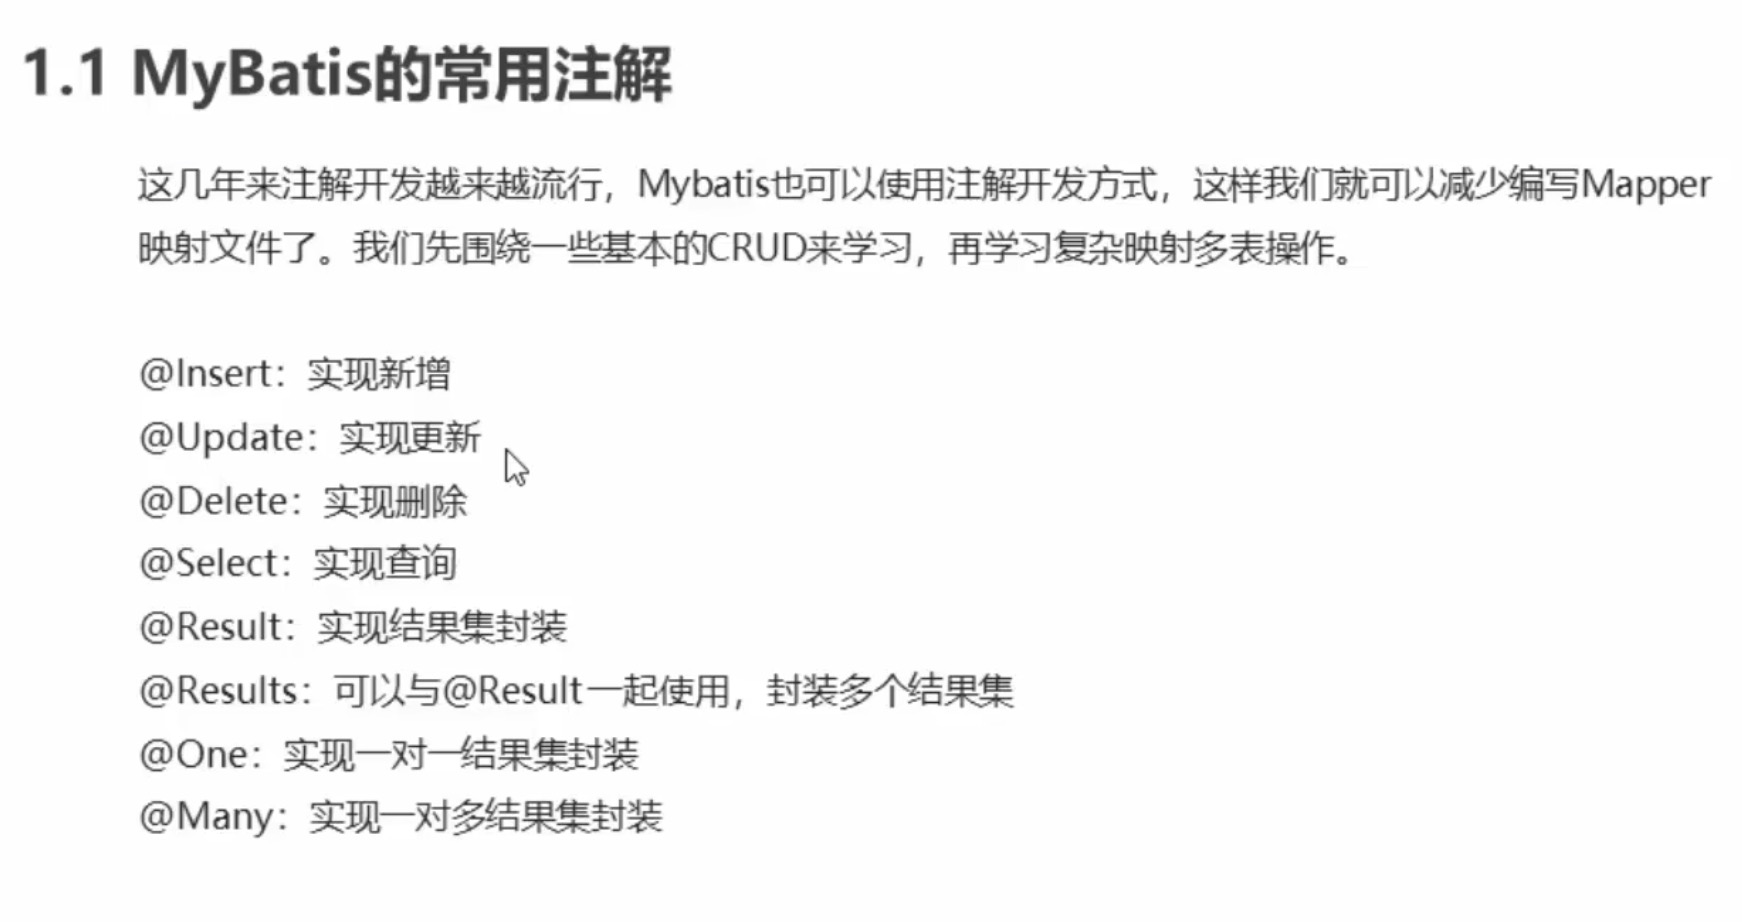 1.1 MyBatis的常用注解
这几年来注解开发越来越流行，Mybatis也可以使用注解开发方式，这样我们就可以减少编写Mapper
映射文件了。我们先围绕一些基本的CRUD来学习，再学习复杂映射多表操作。
@Insert：实现新增
@Update：实现更新
@Delete：实现删除
@Select：实现查询
@Result：实现结果集封装
@Results：可以与@Result一起使用，封装多个结果集
@One：实现一对一结果集封装
@Many：实现一对多结果集封装